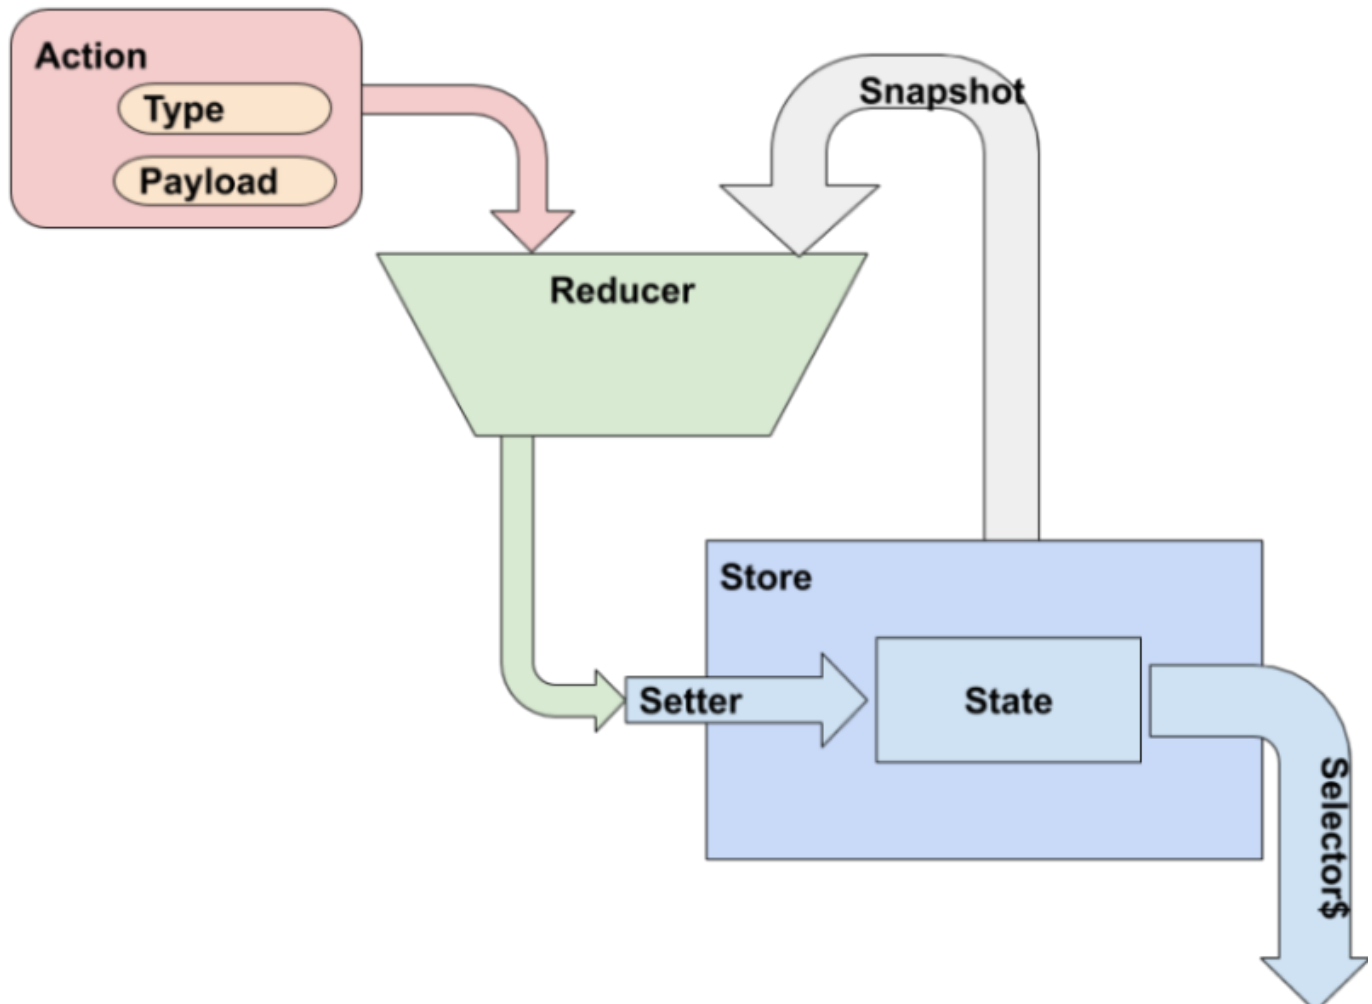 Action
Type
Payload
Snapshot
Reducer
Store
Setter
State
Selector$